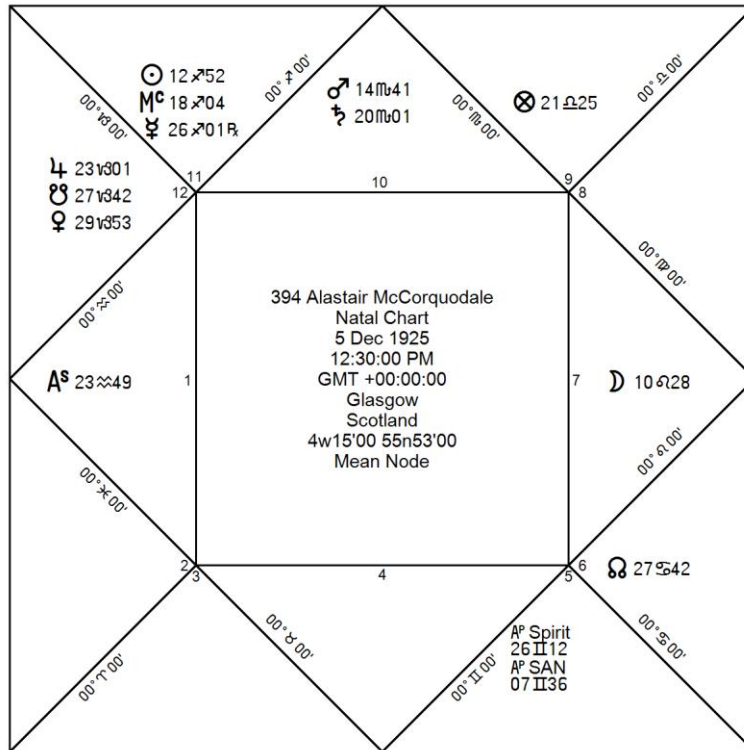 ☉ 12♐52
Mc 18♐04
☿ 26♐01℞
00°♐00'
♂ 14♏41
♄ 20♏01
00°♏00'
⊗ 21♎25
00°♎00'
00°♑00'
11
12
10
9
8
♃ 23♑01
☋ 27♑42
♀ 29♑53
00°♍00'
00°♒00'
394 Alastair McCorquodale
Natal Chart
5 Dec 1925
12:30:00 PM
GMT +00:00:00
Glasgow
Scotland
4w15'00 55n53'00
Mean Node
As 23♒49
1
7
☽ 10♌28
00°♌00'
00°♓00'
2
3
4
5
6
☊ 27♋42
00°♋00'
00°♈00'
00°♉00'
00°♊00'
AP Spirit
26♊12
AP SAN
07♊36